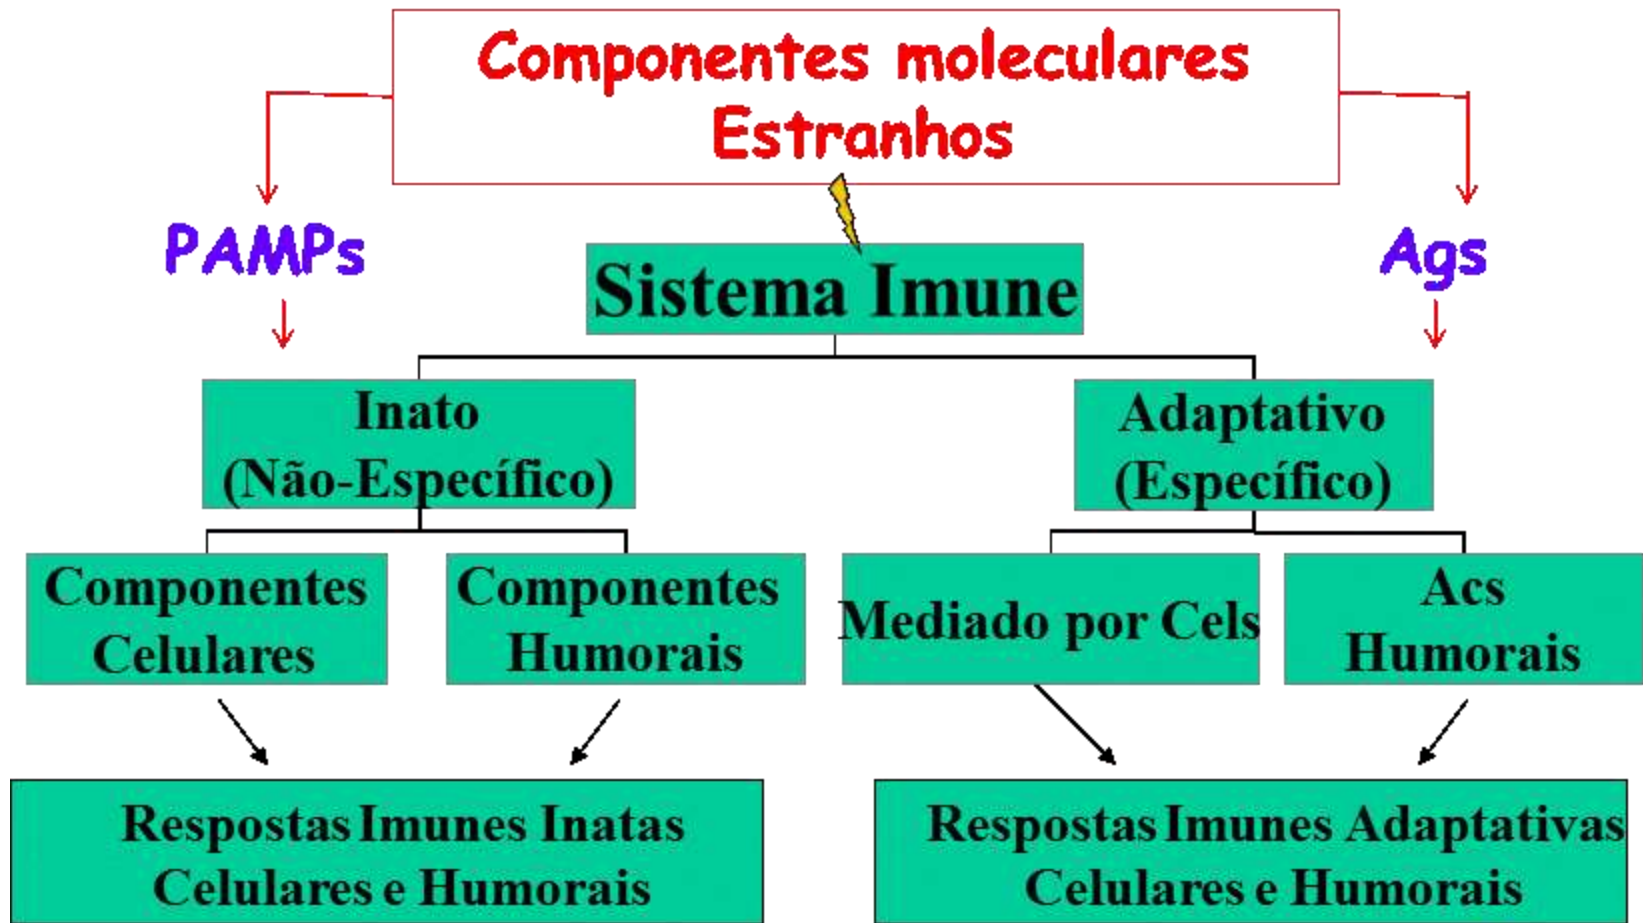 Componentes moleculares
Estranhos
PAMPs
Ags
Sistema Imune
Inato
(Não-Específico)
Adaptativo
(Específico)
Componentes
Celulares
Componentes
Humorais
Mediado por Cels
Acs
Humorais
Respostas Imunes Inatas
Celulares e Humorais
Respostas Imunes Adaptativas
Celulares e Humorais